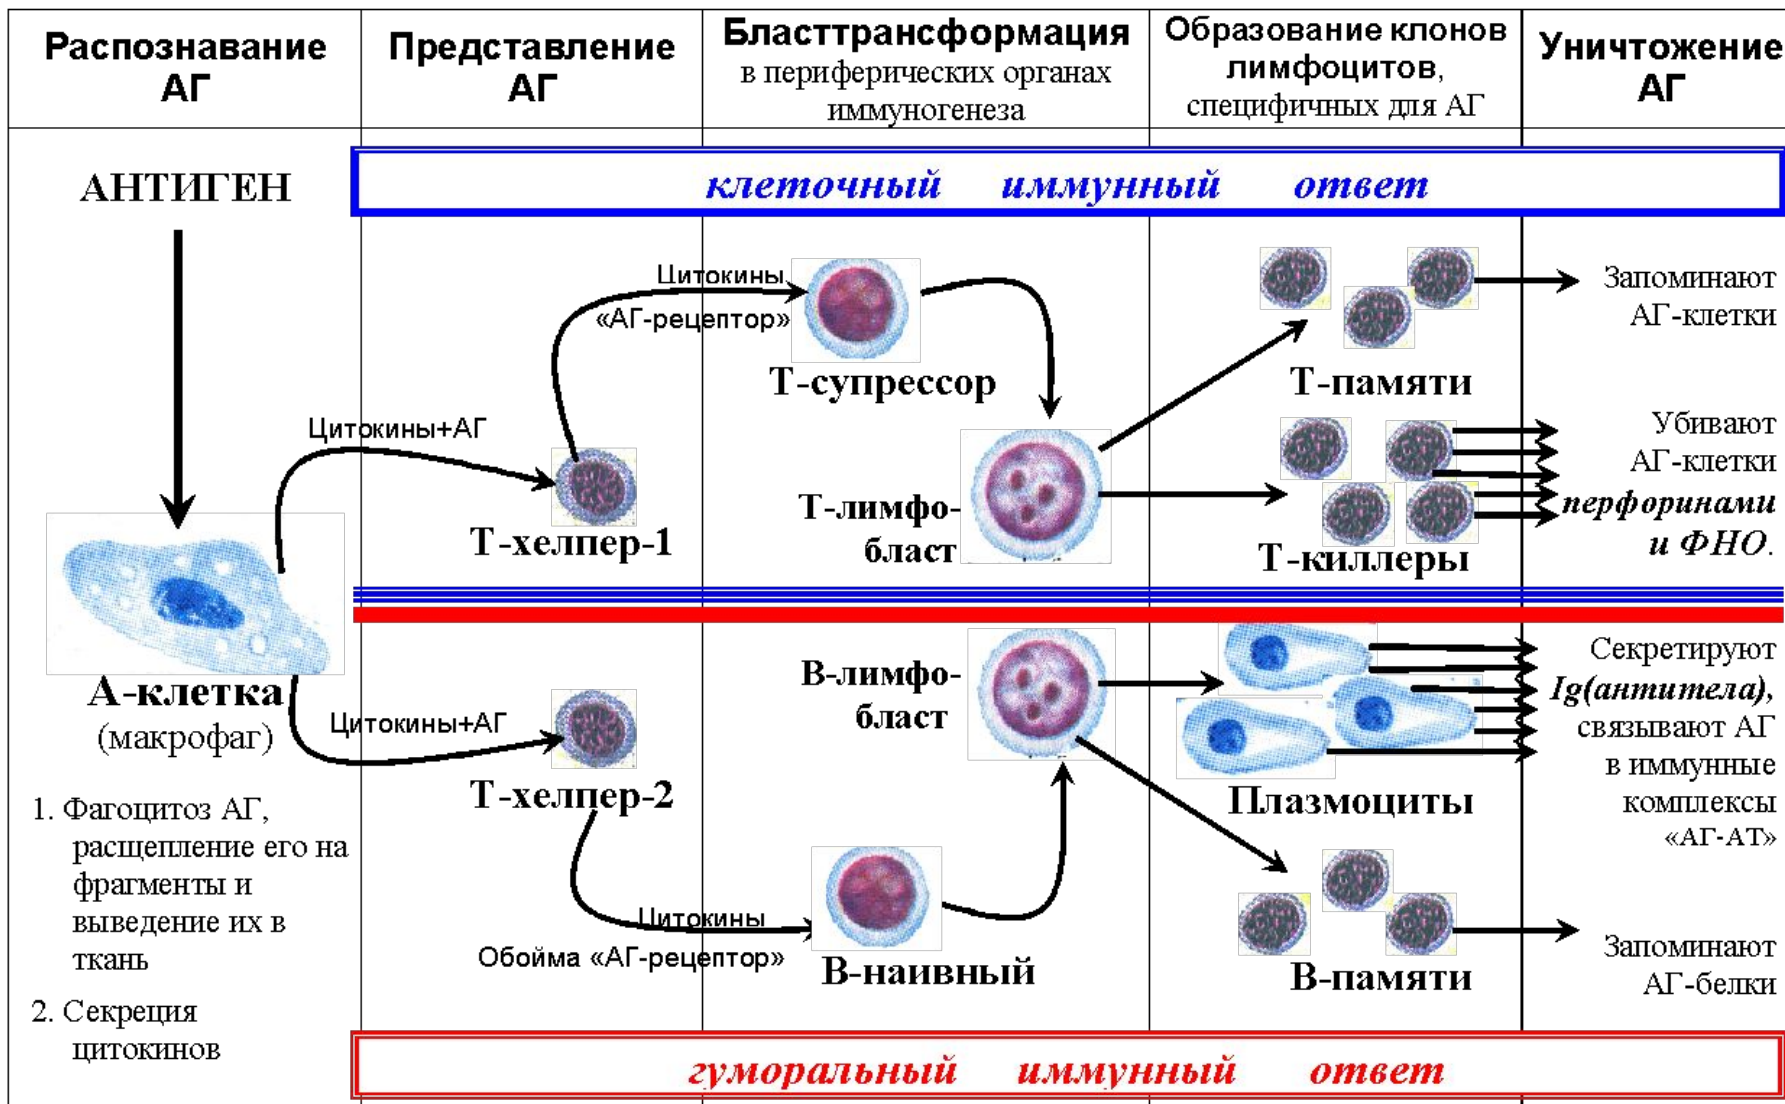 Распознавание
АГ
Представление
АГ
Бласттрансформация
в периферических органах
иммуногенеза
Образование клонов
лимфоцитов,
специфичных для АГ
Уничтожение
АГ
АНТИГЕН
клеточный иммунный ответ
Цитокины
«АГ-рецептор»
Т-супрессор
Т-памяти
Запоминают
АГ-клетки
Цитокины+АГ
Т-хелпер-1
Т-лимфо-
бласт
Т-киллеры
Убивают
АГ-клетки
перфоринами
и ФНО.
А-клетка
(макрофаг)
1. Фагоцитоз АГ,
расщепление его на
фрагменты и
выведение их в
ткань
2. Секреция
цитокинов
Цитокины+АГ
Т-хелпер-2
В-лимфо-
бласт
Плазмоциты
Секретируют
Ig(антитела),
связывают АГ
в иммунные
комплексы
«АГ-АТ»
Цитокины
Обойма «АГ-рецептор»
В-наивный
В-памяти
Запоминают
АГ-белки
гуморальный иммунный ответ